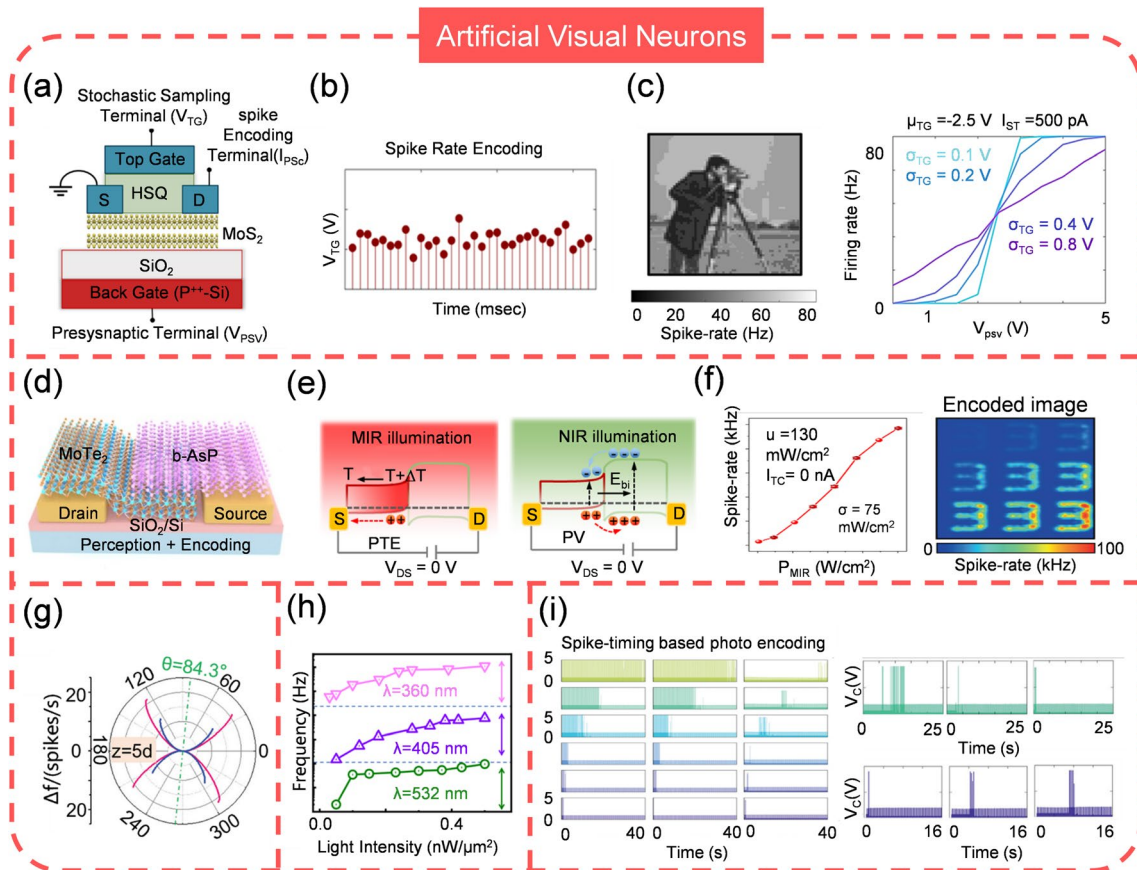 Artificial Visual Neurons
(a)
Stochastic Sampling
Terminal (V_TG)
spike
Encoding
Terminal(I_PSc)
Top Gate
S
HSQ
D
MoS₂
SiO₂
Back Gate (P⁺⁺-Si)
Presysnaptic Terminal (V_PSV)
(b)
Spike Rate Encoding
V_TG (V)
Time (msec)
(c)
0 20 40 60 80
Spike-rate (Hz)
μ_TG =-2.5 V I_ST =500 pA
80
σ_TG = 0.1 V
σ_TG = 0.2 V
σ_TG = 0.4 V
σ_TG = 0.8 V
Firing rate (Hz)
0
1
5
V_psv (V)
(d)
MoTe₂
b-AsP
Drain
Source
SiO₂/Si
Perception + Encoding
(e)
MIR illumination
T
T+ΔT
S
D
PTE
V_DS = 0 V
NIR illumination
E_bi
S
D
PV
V_DS = 0 V
(f)
Spike-rate (kHz)
u =130
mW/cm²
I_TC= 0 nA
σ = 75
mW/cm²
P_MIR (W/cm²)
Encoded image
0
100
Spike-rate (kHz)
(g)
Δf/(spikes/s)
20
0
20
θ=84.3°
120
60
180
0
240
300
z=5d
(h)
Frequency (Hz)
λ=360 nm
λ=405 nm
λ=532 nm
0.0 0.2 0.4
Light Intensity (nW/μm²)
(i)
Spike-timing based photo encoding
5
0
5
0
5
0
0 40 0 40 0 40
Time (s)
V_C(V)
0 25 0 25 0 25
Time (s)
V_C(V)
0 16 0 16 0 16
Time (s)